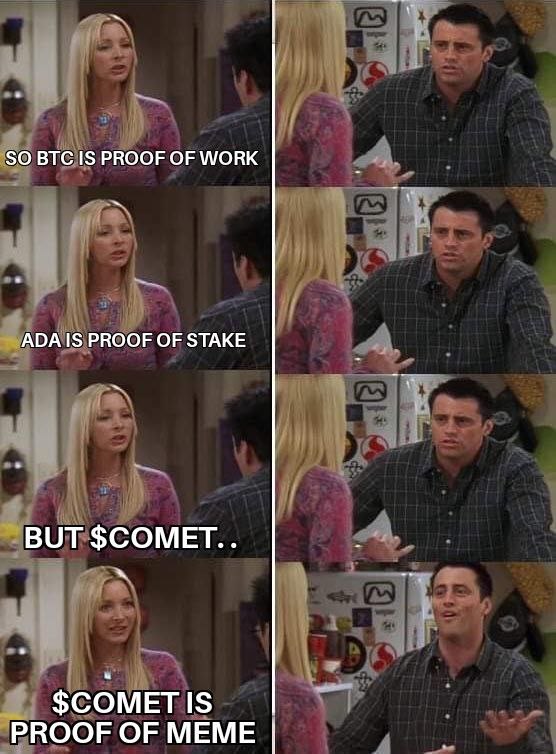 SO BTC IS PROOF OF WORK
ADA IS PROOF OF STAKE
BUT $COMET..
$COMET IS
PROOF OF MEME